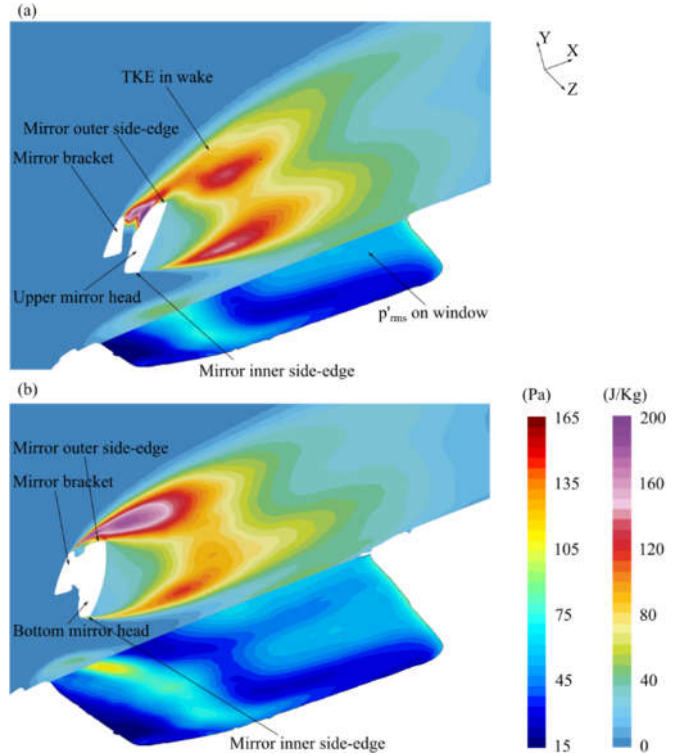 (a)
Y
X
Z
TKE in wake
Mirror outer side-edge
Mirror bracket
Upper mirror head
p'rms on window
Mirror inner side-edge
(b)
(Pa)
(J/Kg)
Mirror outer side-edge
Mirror bracket
Bottom mirror head
Mirror inner side-edge
165
135
105
75
45
15
200
160
120
80
40
0